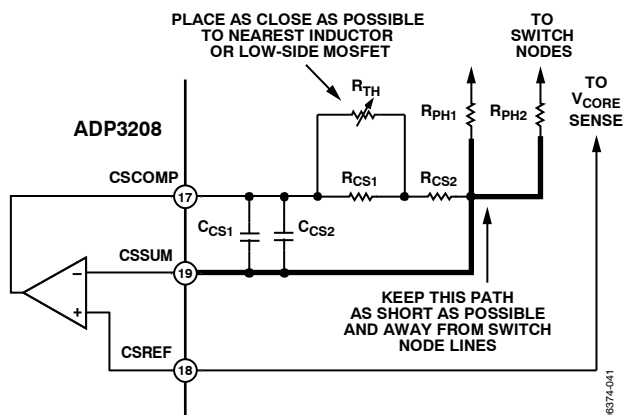 PLACE AS CLOSE AS POSSIBLE
TO NEAREST INDUCTOR
OR LOW-SIDE MOSFET
TO
SWITCH
NODES
TO
VCORE
SENSE
RTH
RPH1
RPH2
ADP3208
CSCOMP
17
RCS1
RCS2
CCS1
CCS2
CSSUM
19
–
+
KEEP THIS PATH
AS SHORT AS POSSIBLE
AND AWAY FROM SWITCH
NODE LINES
CSREF
18
06374-041